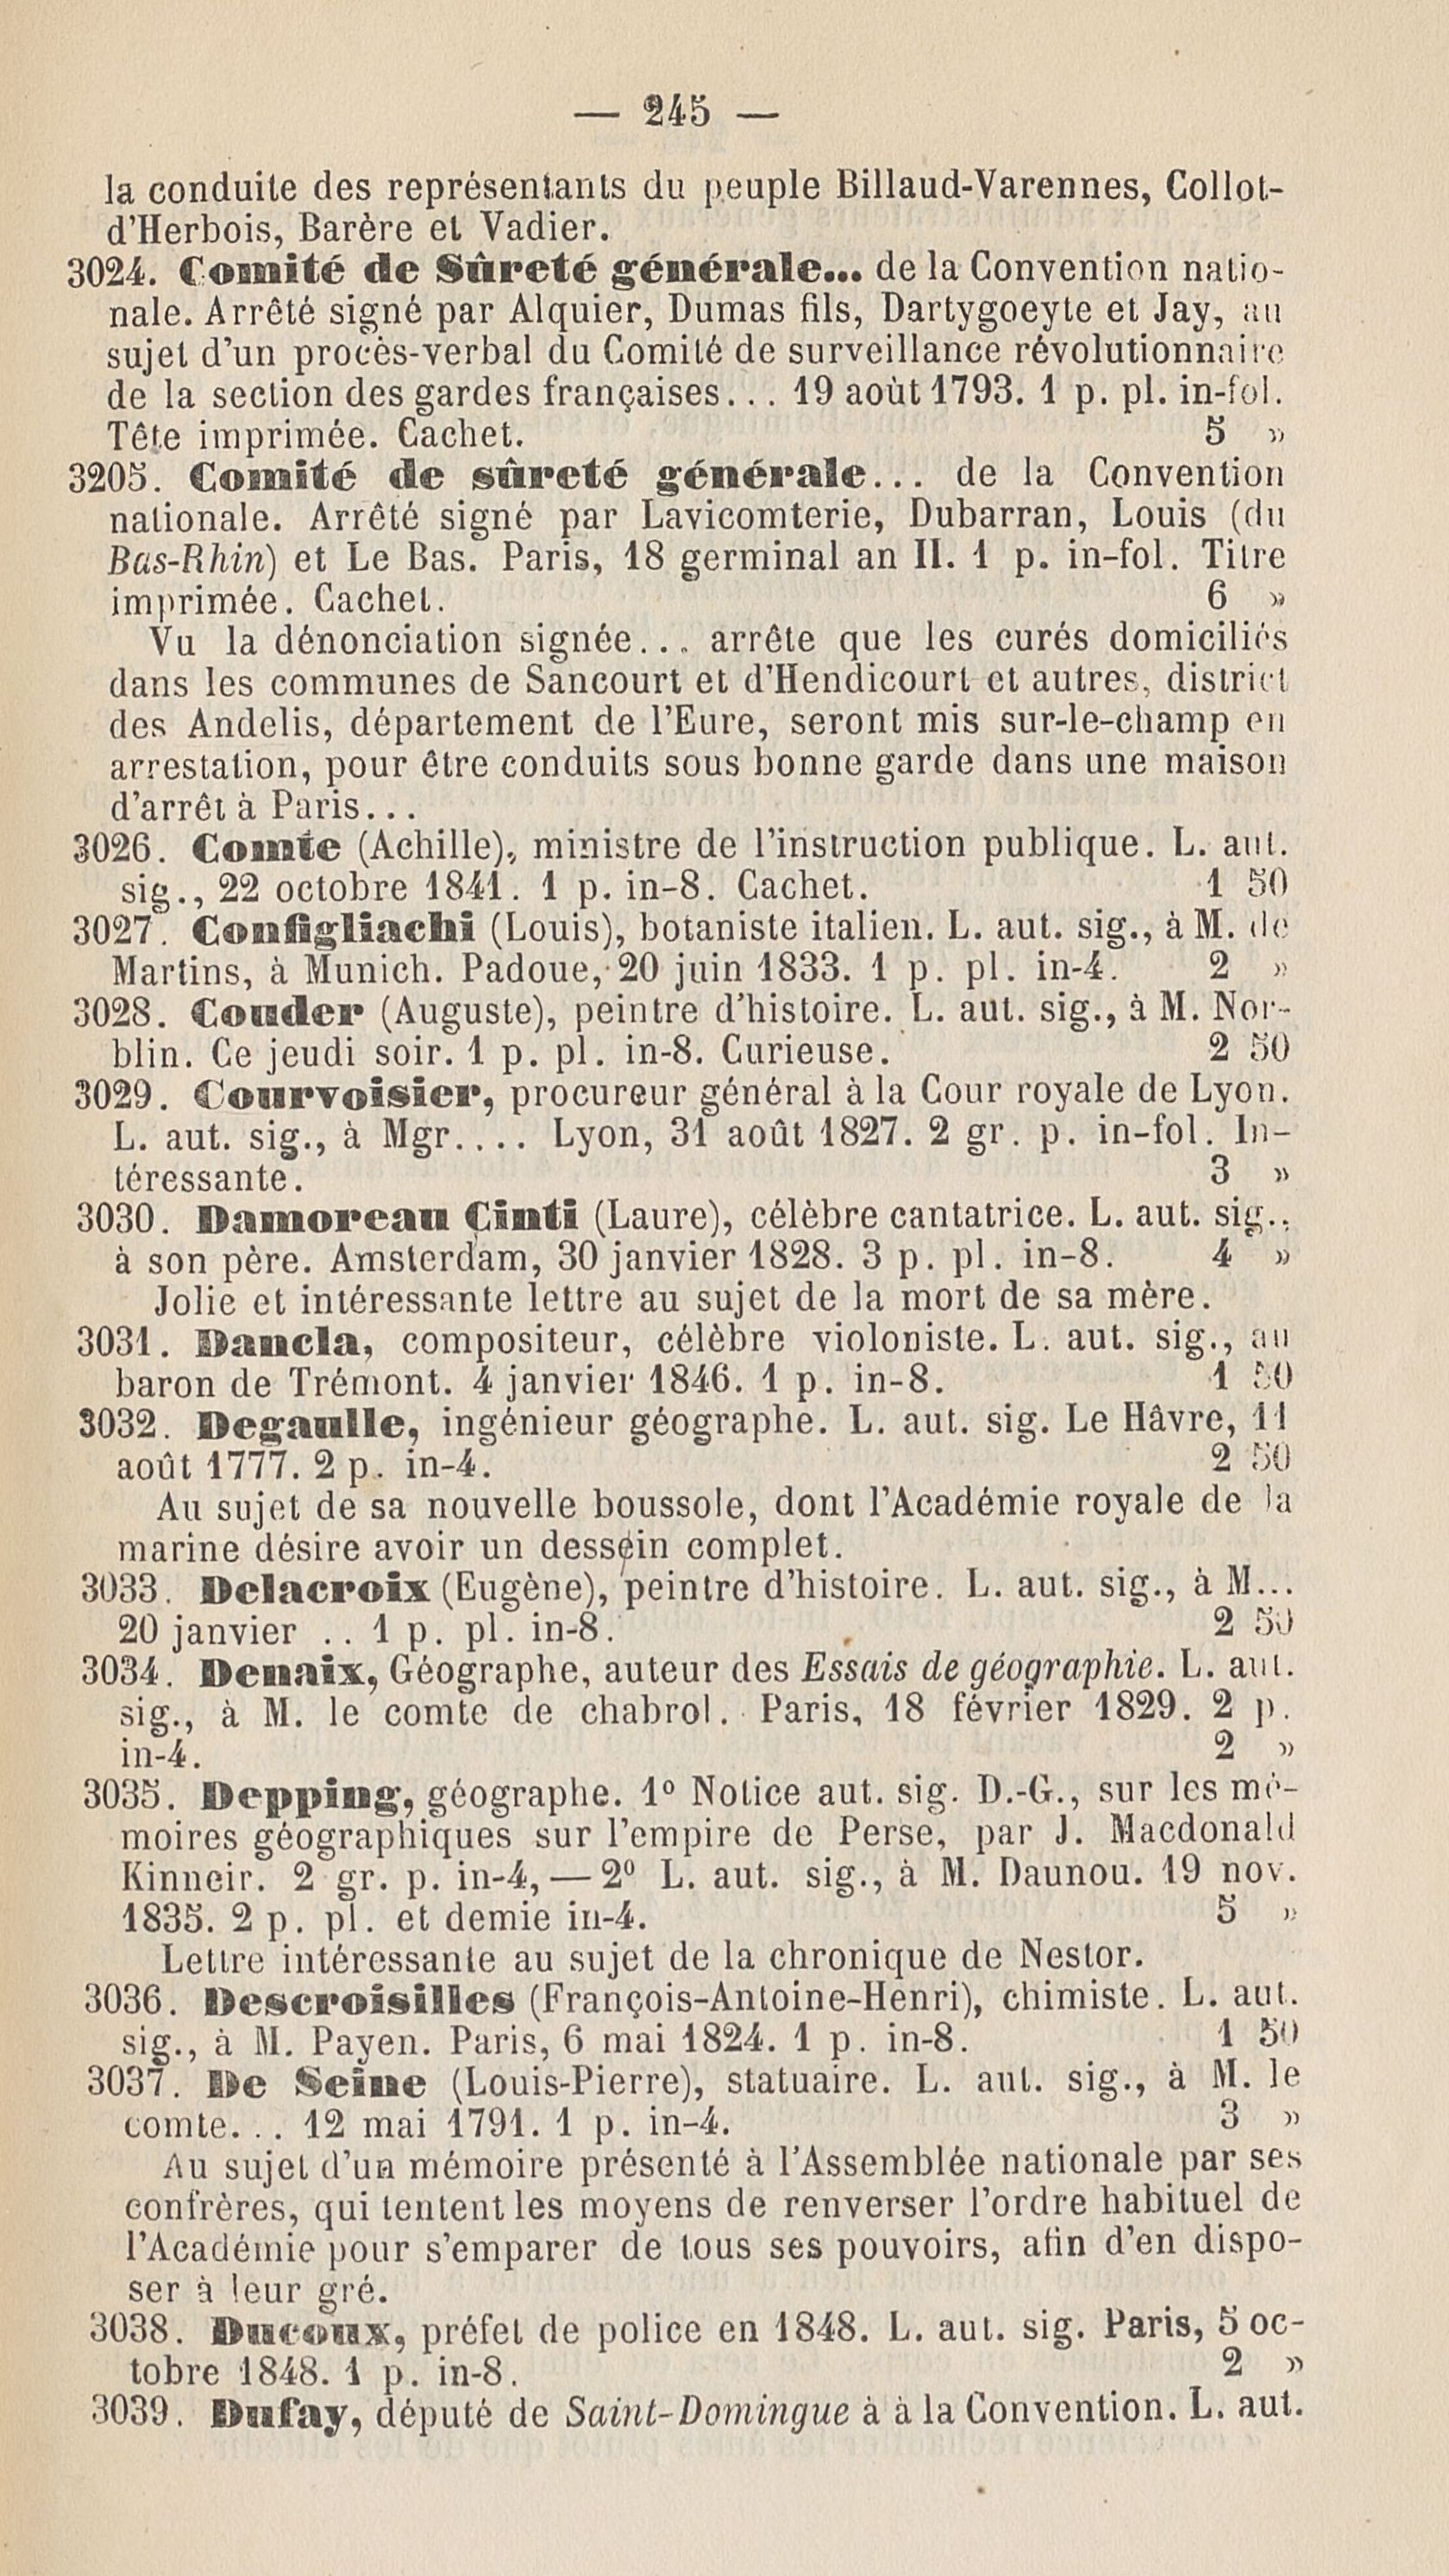 — 245 —
la conduite des représentants du peuple Billaud-Varennes, Collot-
d'Herbois, Barère et Vadier.
3024. Comité de Sûreté générale... de la Convention natio-
nale. Arrêté signé par Alquier, Dumas fils, Dartygoeyte et Jay, au
sujet d'un procès-verbal du Comité de surveillance révolutionnaire
de la section des gardes françaises... 19 août 1793. 1 p. pl. in-fol.
Tête imprimée. Cachet. 5 »
3205. Comité de sûreté générale... de la Convention
nationale. Arrêté signé par Lavicomterie, Dubarran, Louis (du
Bas-Rhin) et Le Bas. Paris, 18 germinal an II. 1 p. in-fol. Titre
imprimée. Cachet. 6 »
Vu la dénonciation signée... arrête que les curés domiciliés
dans les communes de Sancourt et d'Hendicourt et autres, district
des Andelis, département de l'Eure, seront mis sur-le-champ en
arrestation, pour être conduits sous bonne garde dans une maison
d'arrêt à Paris...
3026. Comte (Achille), ministre de l'instruction publique. L. aut.
sig., 22 octobre 1841. 1 p. in-8. Cachet. 1 50
3027. Configliachi (Louis), botaniste italien. L. aut. sig., à M. de
Martins, à Munich. Padoue, 20 juin 1833. 1 p. pl. in-4. 2 »
3028. Couder (Auguste), peintre d'histoire. L. aut. sig., à M. Nor-
blin. Ce jeudi soir. 1 p. pl. in-8. Curieuse. 2 50
3029. Courvoisier, procureur général à la Cour royale de Lyon.
L. aut. sig., à Mgr.... Lyon, 31 août 1827. 2 gr. p. in-fol. In-
téressante. 3 »
3030. Damoreau Cinti (Laure), célèbre cantatrice. L. aut. sig.,
à son père. Amsterdam, 30 janvier 1828. 3 p. pl. in-8. 4 »
Jolie et intéressante lettre au sujet de la mort de sa mère.
3031. Dancla, compositeur, célèbre violoniste. L. aut. sig., au
baron de Trémont. 4 janvier 1846. 1 p. in-8. 1 50
3032. Degaulle, ingénieur géographe. L. aut. sig. Le Hâvre, 11
août 1777. 2 p. in-4. 2 50
Au sujet de sa nouvelle boussole, dont l'Académie royale de la
marine désire avoir un dessein complet.
3033. Delacroix (Eugène), peintre d'histoire. L. aut. sig., à M...
20 janvier .. 1 p. pl. in-8. 2 50
3034. Denaix, Géographe, auteur des Essais de géographie. L. aut.
sig., à M. le comte de chabrol. Paris, 18 février 1829. 2 p.
in-4. 2 »
3035. Depping, géographe. 1º Notice aut. sig. D.-G., sur les mé-
moires géographiques sur l'empire de Perse, par J. Macdonald
Kinneir. 2 gr. p. in-4, — 2º L. aut. sig., à M. Daunou. 19 nov.
1835. 2 p. pl. et demie in-4. 5 »
Lettre intéressante au sujet de la chronique de Nestor.
3036. Descroisilles (François-Antoine-Henri), chimiste. L. aut.
sig., à M. Payen. Paris, 6 mai 1824. 1 p. in-8. 1 50
3037. De Seine (Louis-Pierre), statuaire. L. aut. sig., à M. le
comte... 12 mai 1791. 1 p. in-4. 3 »
Au sujet d'un mémoire présenté à l'Assemblée nationale par ses
confrères, qui tentent les moyens de renverser l'ordre habituel de
l'Académie pour s'emparer de tous ses pouvoirs, afin d'en dispo-
ser à leur gré.
3038. Ducoux, préfet de police en 1848. L. aut. sig. Paris, 5 oc-
tobre 1848. 1 p. in-8. 2 »
3039. Dufay, député de Saint-Domingue à à la Convention. L. aut.